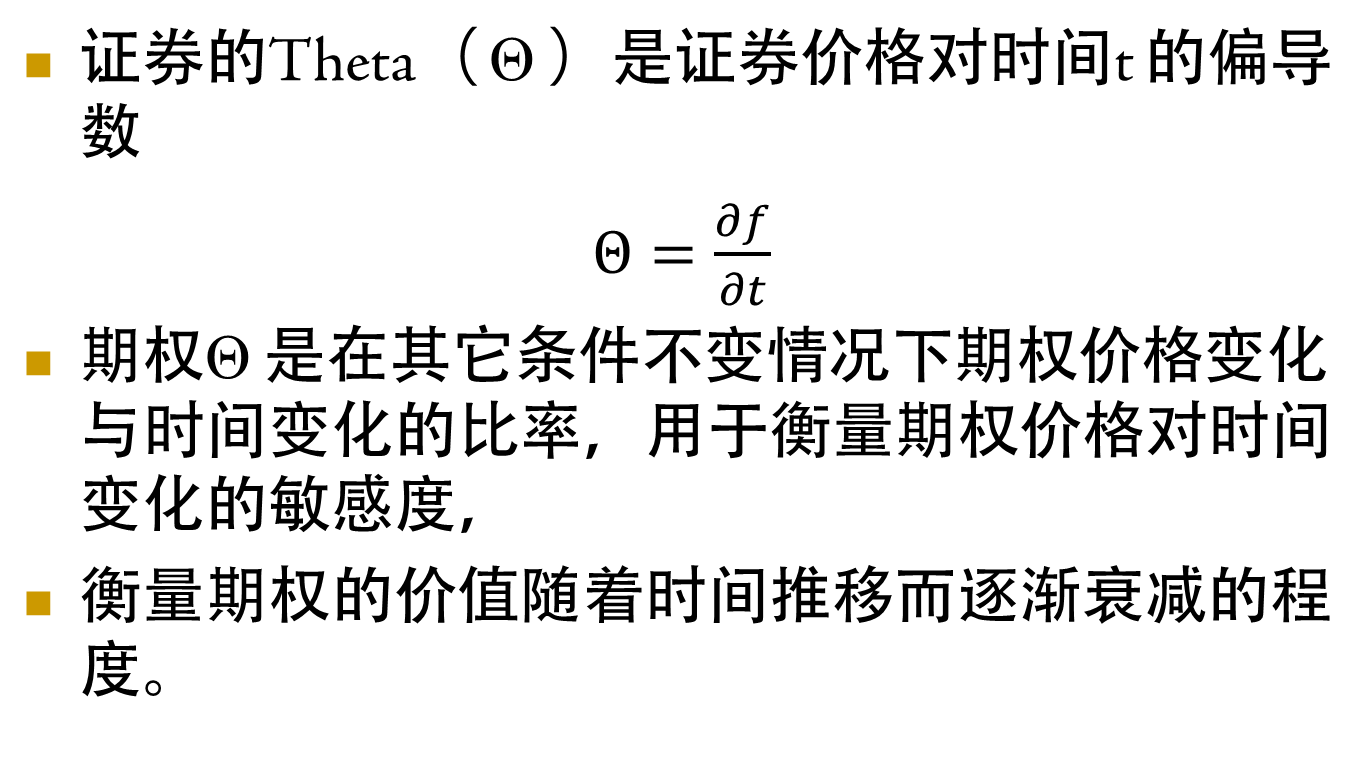 证券的Theta（Θ）是证券价格对时间t 的偏导
数
Θ = ∂f/∂t
期权Θ 是在其它条件不变情况下期权价格变化
与时间变化的比率，用于衡量期权价格对时间
变化的敏感度，
衡量期权的价值随着时间推移而逐渐衰减的程
度。